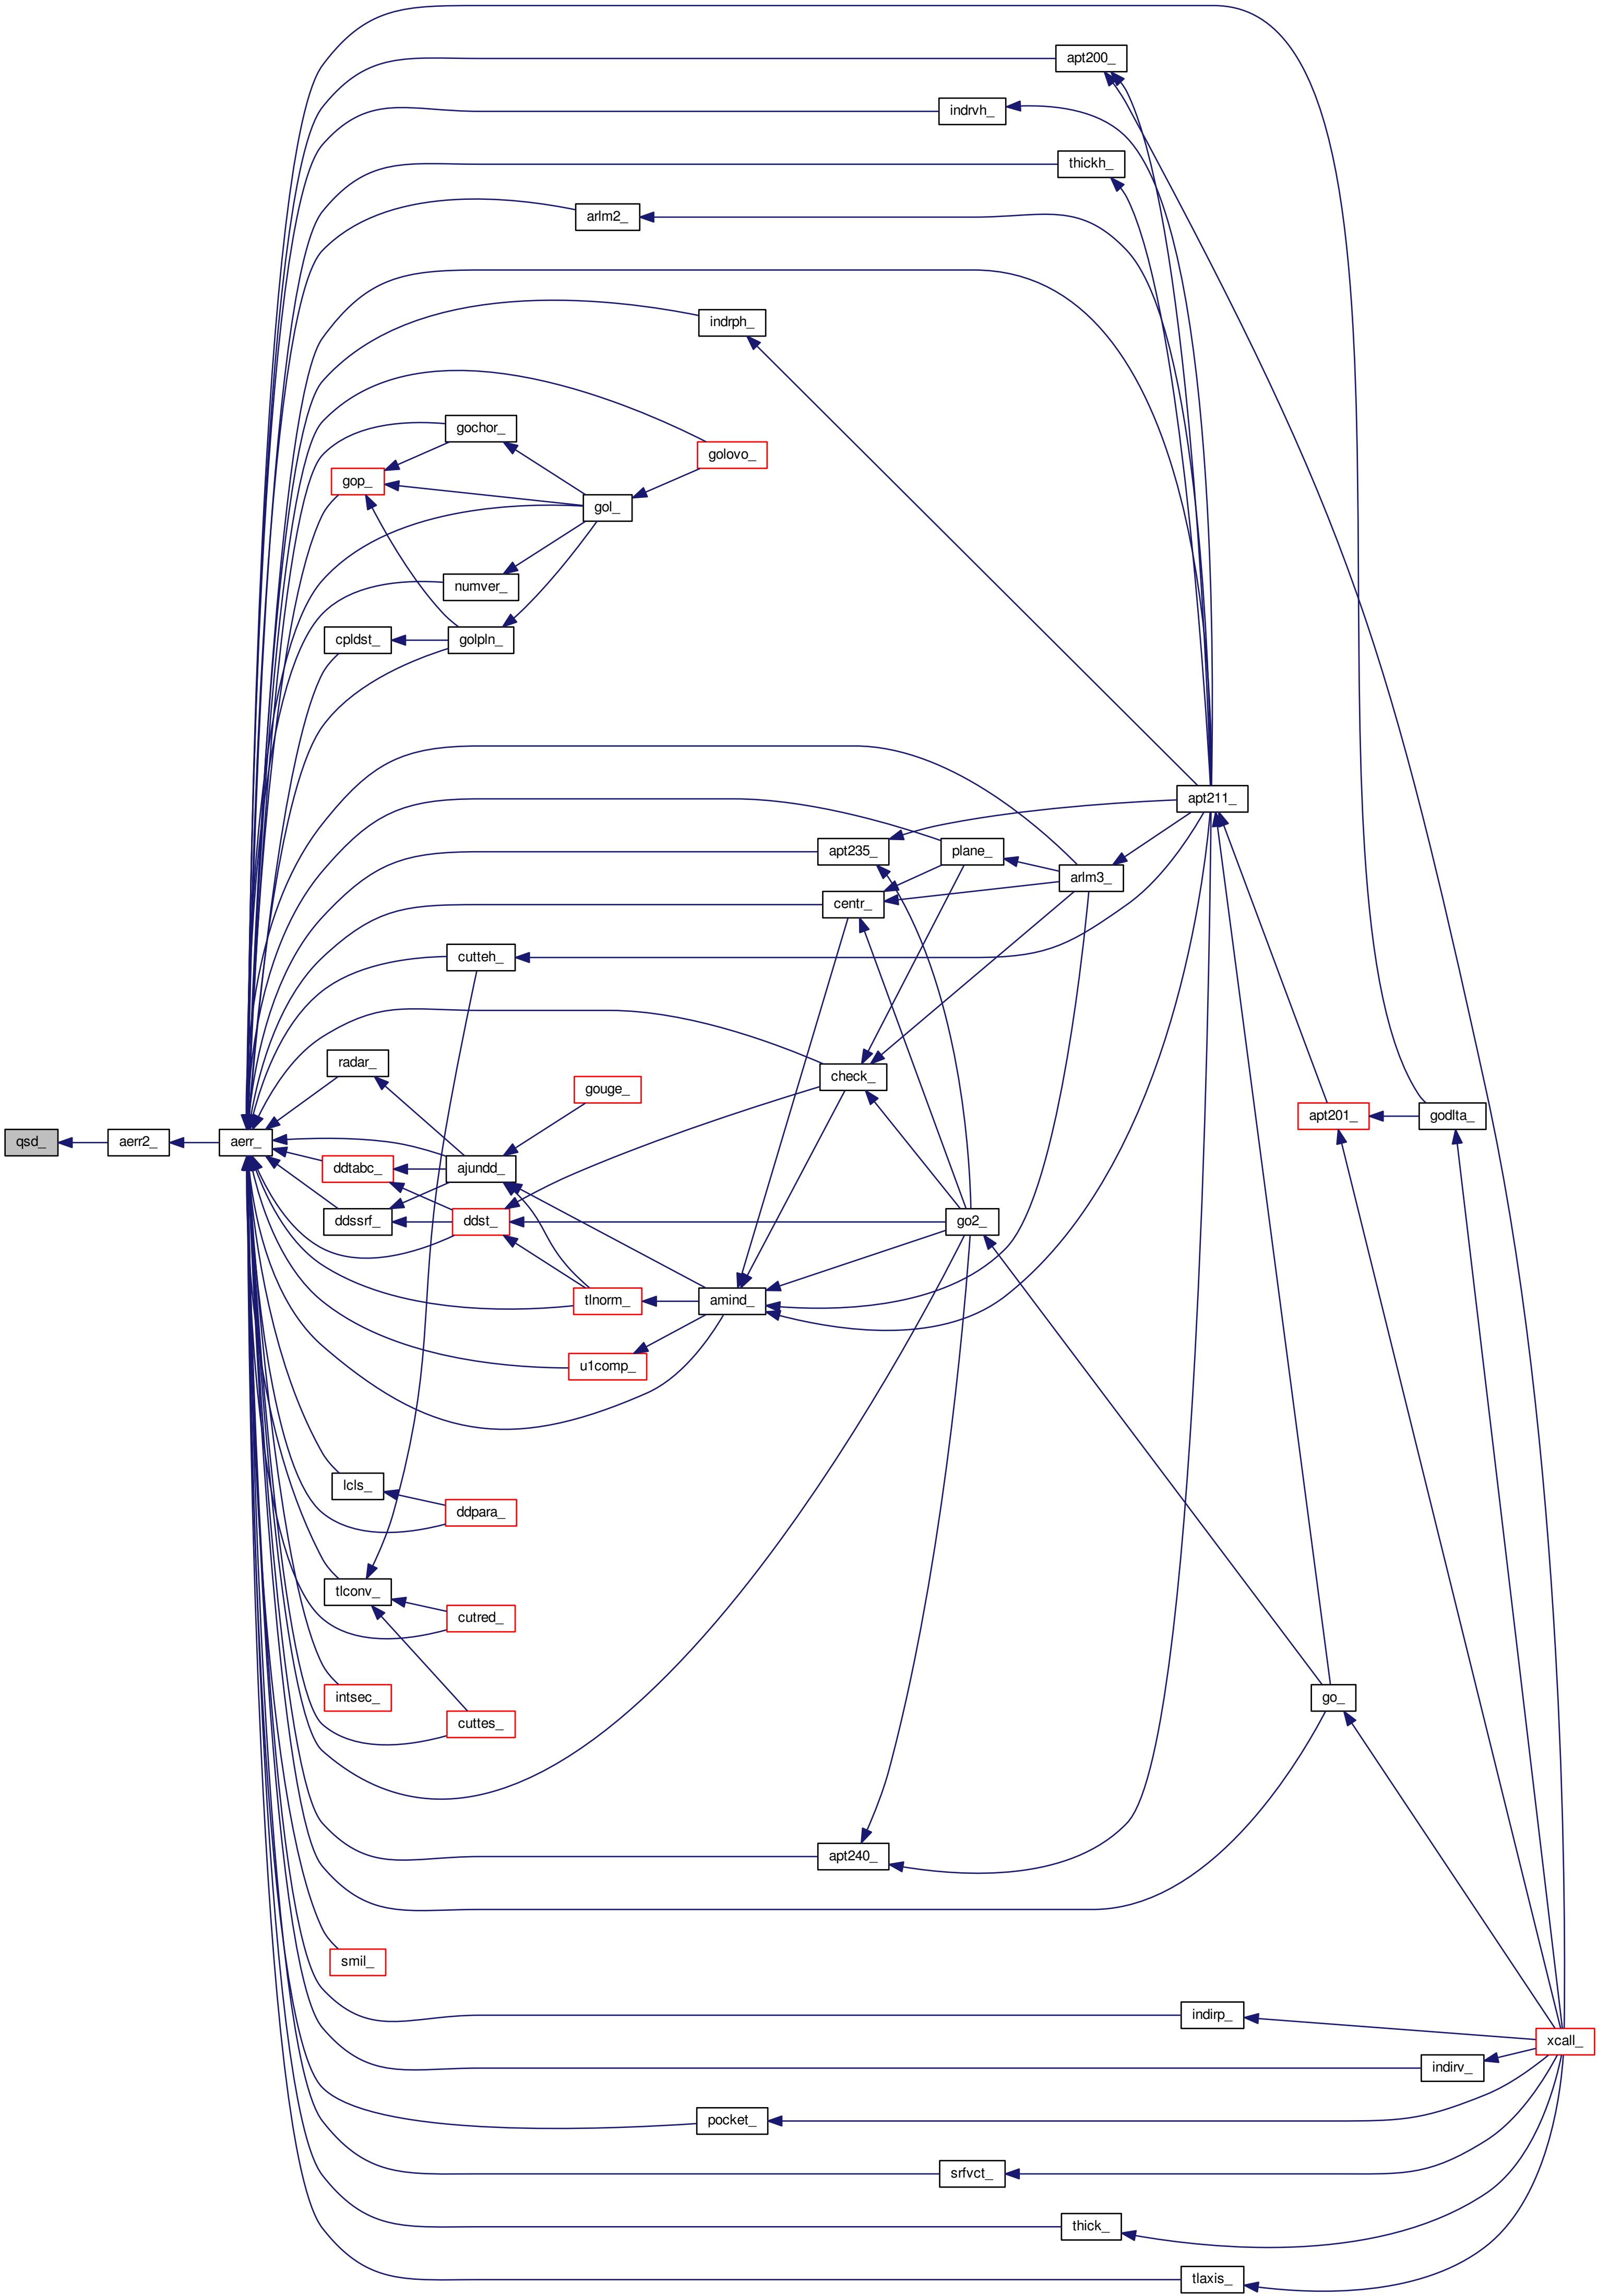 apt200_
indrvh_
thickh_
arlm2_
indrph_
gochor_
golovo_
gop_
gol_
numver_
cpldst_
golpln_
apt211_
apt235_
plane_
arlm3_
centr_
cutteh_
radar_
check_
gouge_
apt201_
godlta_
qsd_
aerr2_
aerr_
ddtabc_
ajundd_
ddssrf_
ddst_
go2_
tlnorm_
amind_
u1comp_
lcls_
ddpara_
tlconv_
cutred_
intsec_
go_
cuttes_
apt240_
smil_
indirp_
xcall_
indirv_
pocket_
srfvct_
thick_
tlaxis_